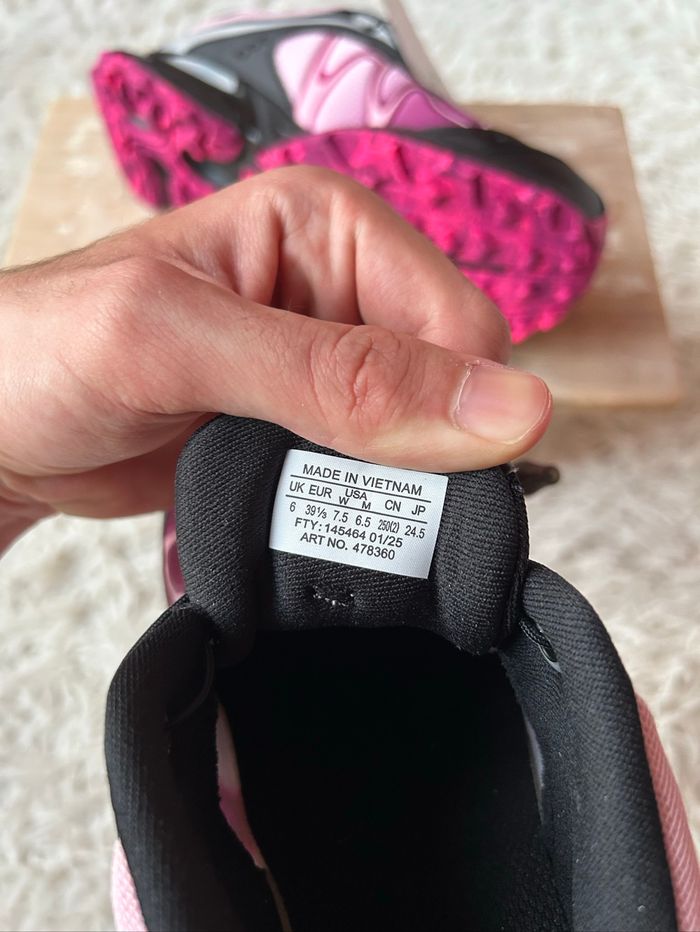 MADE IN VIETNAM
UK EUR USA CN JP
W M
6 39⅓ 7.5 6.5 250(2) 24.5
FTY: 145464 01/25
ART NO. 478360